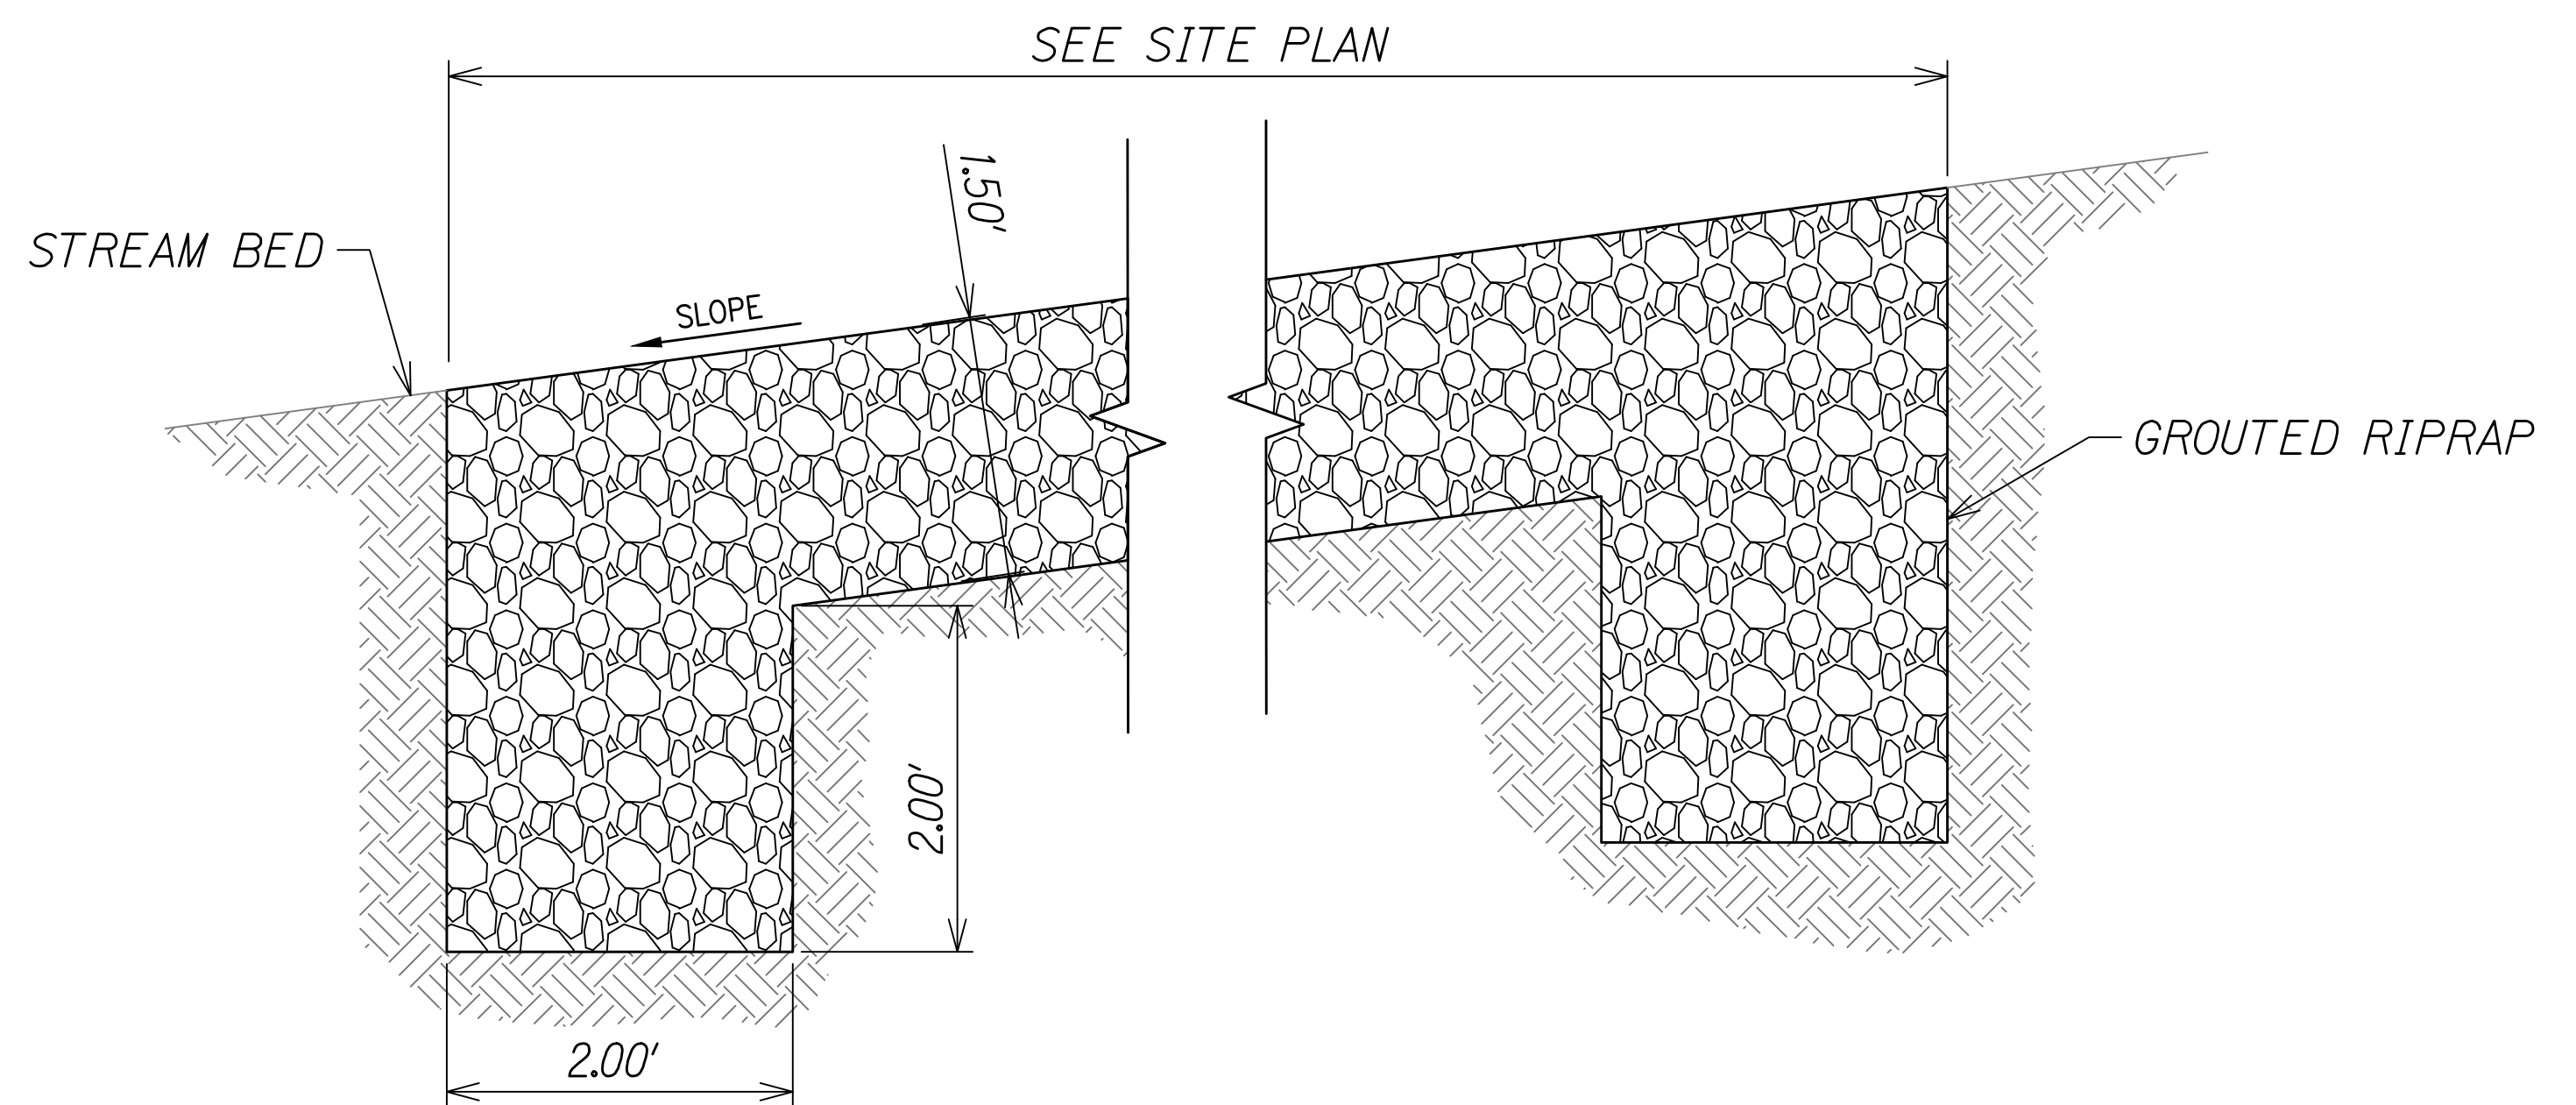 SEE SITE PLAN
1.50'
STREAM BED
SLOPE
GROUTED RIPRAP
2.00'
2.00'